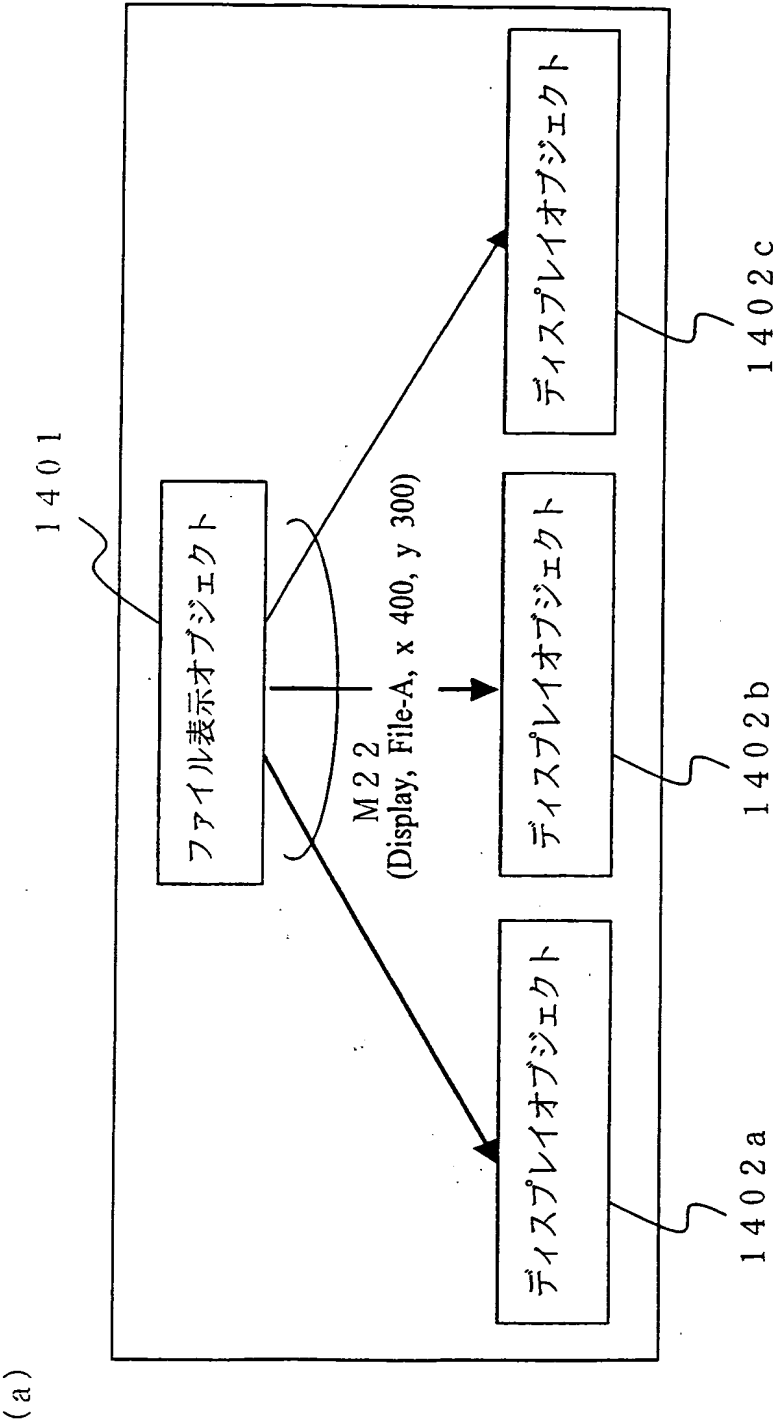 (a)
1401
ファイル表示オブジェクト
M22
(Display, File-A, x 400, y 300)
ディスプレイオブジェクト
ディスプレイオブジェクト
ディスプレイオブジェクト
1402a
1402b
1402c